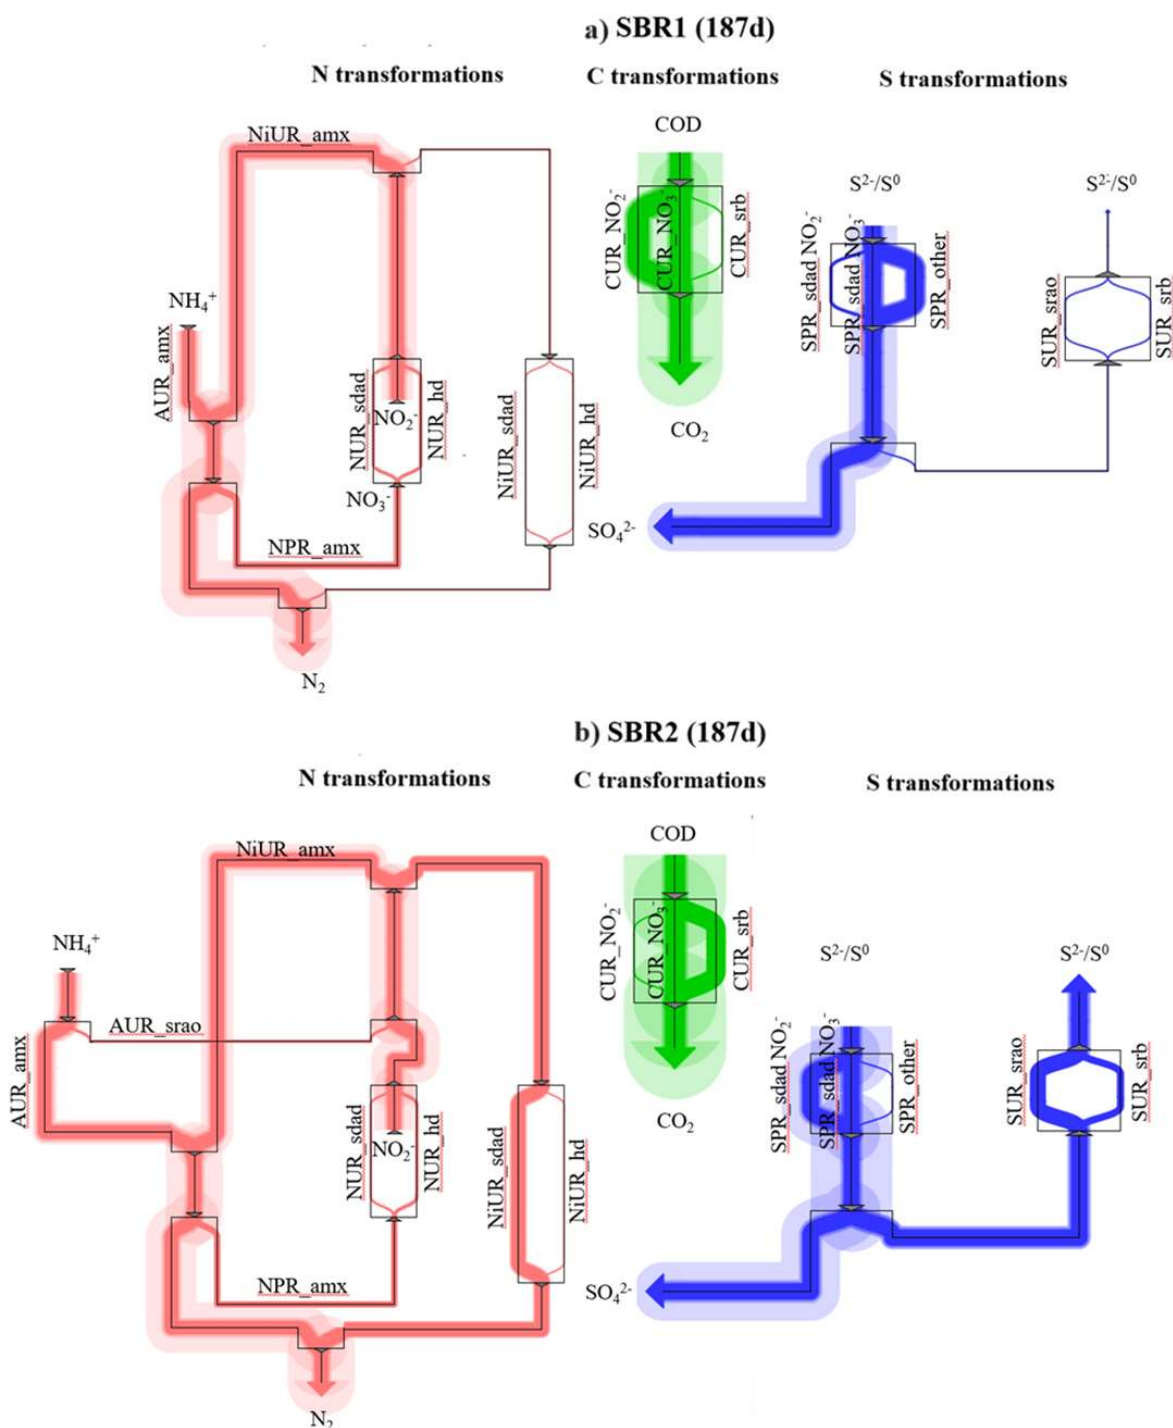 a) SBR1 (187d)
N transformations
C transformations
S transformations
NiUR_amx
COD
S²⁻/S⁰
S²⁻/S⁰
CUR_NO₂⁻
CUR_NO₃⁻
CUR_srb
SPR_sdad NO₂⁻
SPR_sdad NO₃⁻
SPR_other
SUR_srao
SUR_srb
NH₄⁺
AUR_amx
NUR_sdad
NO₂⁻
NUR_hd
NiUR_sdad
NiUR_hd
CO₂
NO₃⁻
SO₄²⁻
NPR_amx
N₂
b) SBR2 (187d)
N transformations
C transformations
S transformations
NiUR_amx
COD
NH₄⁺
CUR_NO₂⁻
CUR_NO₃⁻
CUR_srb
S²⁻/S⁰
S²⁻/S⁰
AUR_srao
AUR_amx
SPR_sdad NO₂⁻
SPR_sdad NO₃⁻
SPR_other
SUR_srao
SUR_srb
NUR_sdad
NO₂⁻
NUR_hd
NiUR_sdad
NiUR_hd
CO₂
NPR_amx
SO₄²⁻
N₂